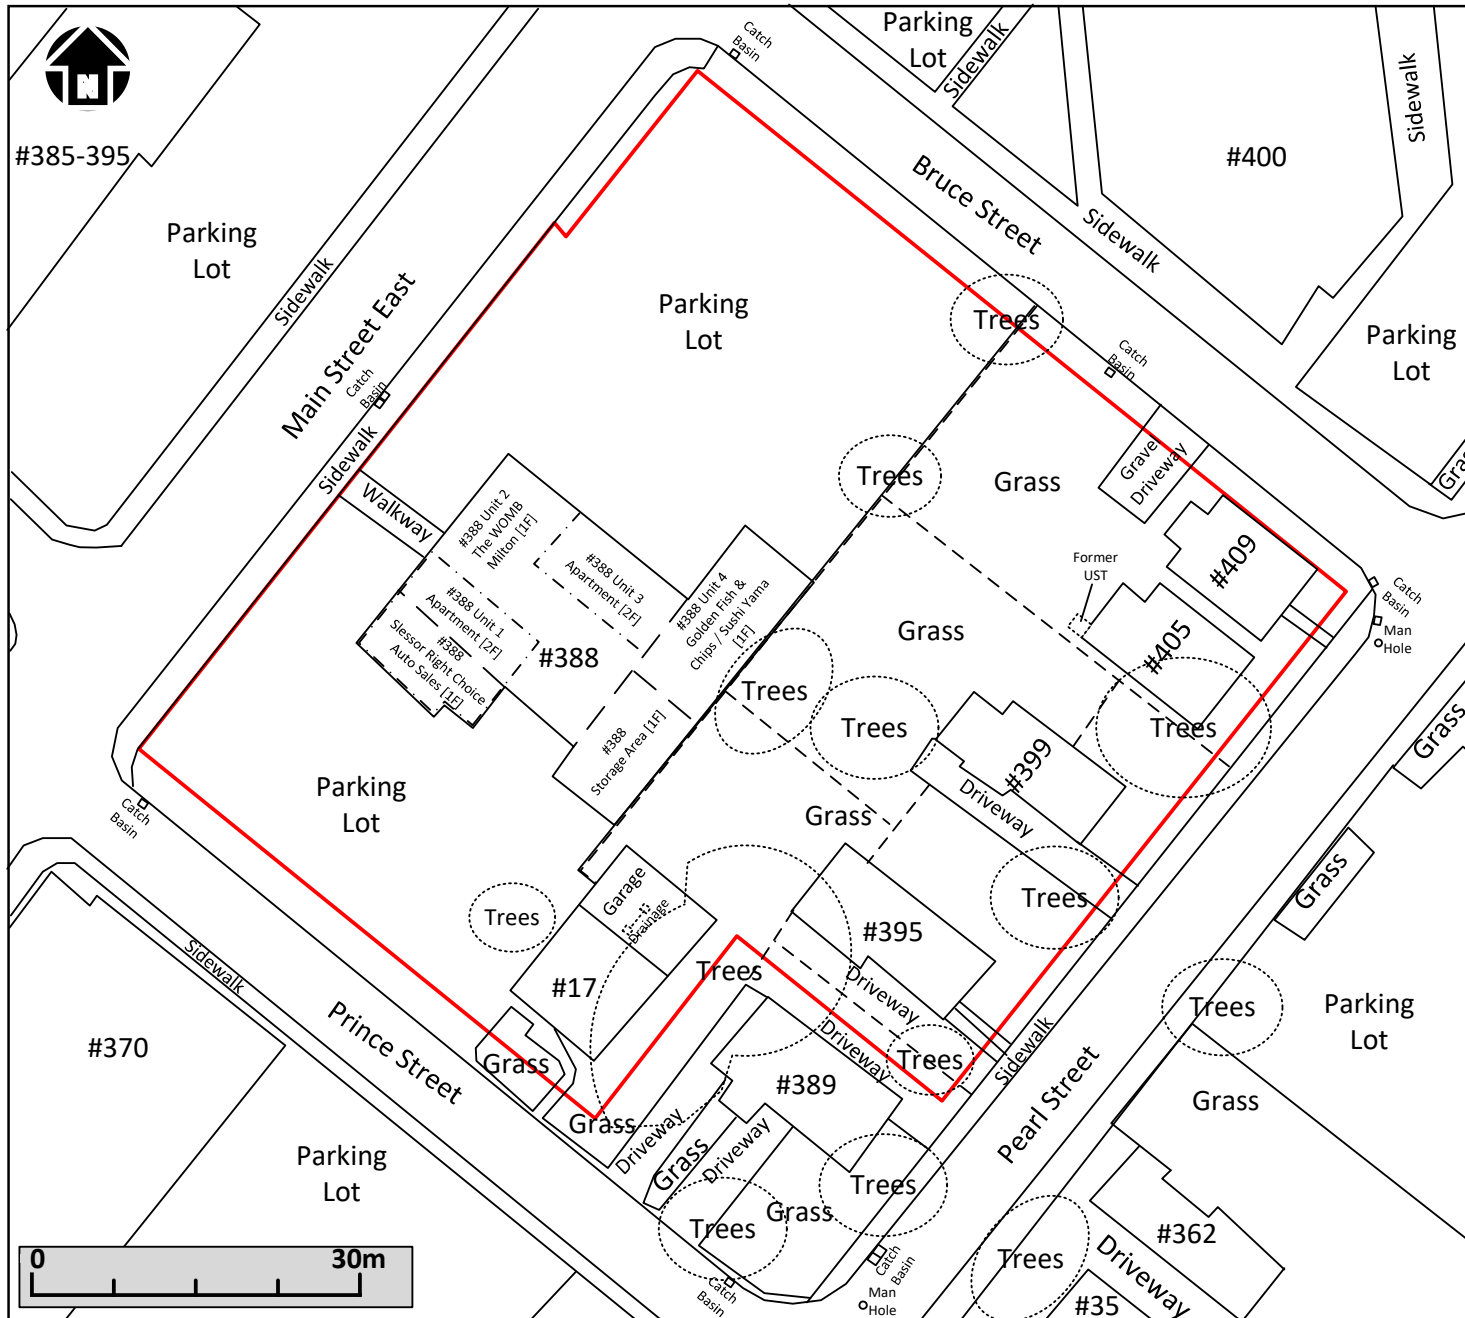 N
#385-395
Parking
Lot
Sidewalk
Main Street East
Catch
Basin
Sidewalk
Catch
Basin
Parking
Lot
Sidewalk
Bruce Street
Sidewalk
#400
Sidewalk
Parking
Lot
Gras
Parking
Lot
Trees
Catch
Basin
Trees
Grass
Grave
Driveway
Walkway
#388 Unit 2
The WOMB
Milton [1F]
#388 Unit 3
Apartment [2F]
#388 Unit 1
Apartment [2F]
#388
Slessor Right Choice
Auto Sales [1F]
#388
#388 Unit 4
Golden Fish &
Chips / Sushi Yama
[1F]
#388
Storage Area [1F]
Former
UST
#409
#405
Catch
Basin
Man
Hole
Grass
Trees
Trees
Trees
#399
Driveway
Grass
Grass
Grass
Parking
Lot
Catch
Basin
Trees
Garage
Drainage
#17
Trees
#395
Driveway
Trees
Trees
Sidewalk
Pearl Street
Trees
Parking
Lot
Grass
Sidewalk
#370
Prince Street
Grass
Grass
Driveway
#389
Driveway
Grass
Driveway
Trees
Grass
Trees
Catch
Basin
Catch
Basin
Man
Hole
Trees
#362
Driveway
#35
Parking
Lot
0
30m